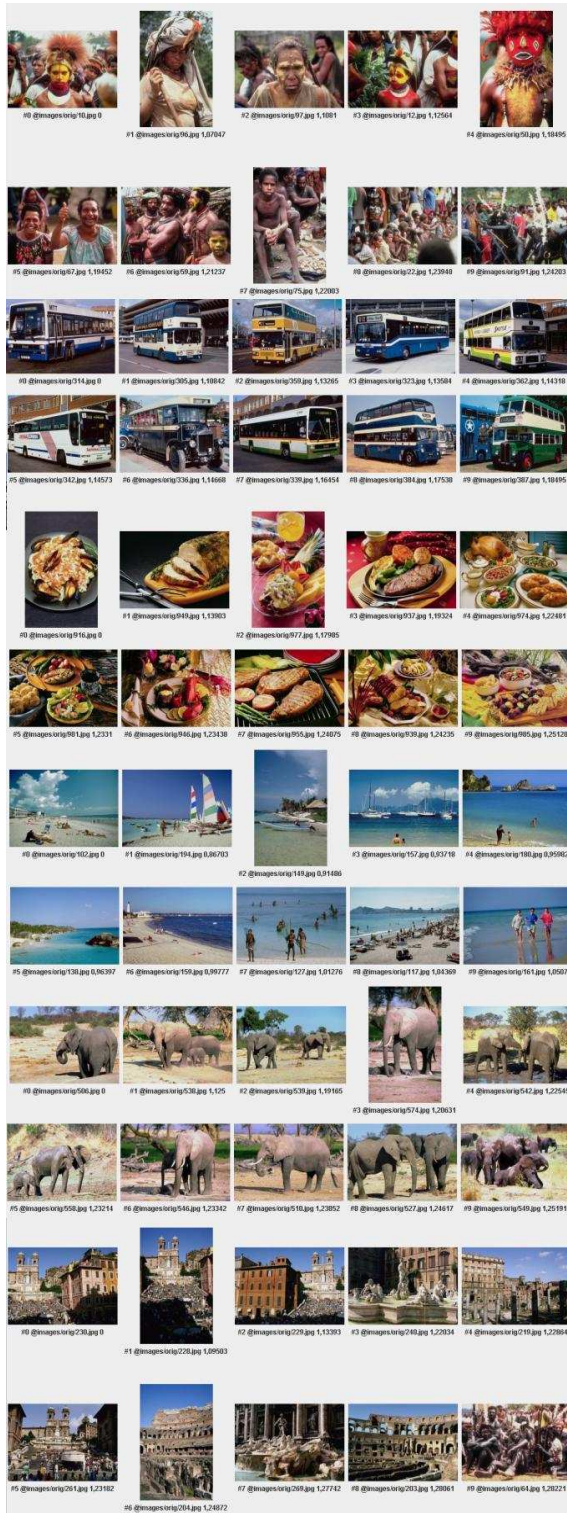 #0 @images/orig/10.jpg 0
#1 @images/orig/96.jpg 1,07047
#2 @images/orig/97.jpg 1,1081
#3 @images/orig/12.jpg 1,12564
#4 @images/orig/50.jpg 1,18495
#5 @images/orig/67.jpg 1,19452
#6 @images/orig/59.jpg 1,21237
#7 @images/orig/75.jpg 1,22083
#8 @images/orig/22.jpg 1,23948
#9 @images/orig/91.jpg 1,24203
#0 @images/orig/314.jpg 0
#1 @images/orig/305.jpg 1,10842
#2 @images/orig/359.jpg 1,13265
#3 @images/orig/323.jpg 1,13584
#4 @images/orig/362.jpg 1,14318
#5 @images/orig/342.jpg 1,14573
#6 @images/orig/336.jpg 1,14668
#7 @images/orig/339.jpg 1,16454
#8 @images/orig/384.jpg 1,17538
#9 @images/orig/387.jpg 1,18495
#0 @images/orig/916.jpg 0
#1 @images/orig/949.jpg 1,13903
#2 @images/orig/977.jpg 1,17985
#3 @images/orig/937.jpg 1,19324
#4 @images/orig/974.jpg 1,22481
#5 @images/orig/981.jpg 1,2331
#6 @images/orig/946.jpg 1,23438
#7 @images/orig/955.jpg 1,24075
#8 @images/orig/939.jpg 1,24235
#9 @images/orig/985.jpg 1,25128
#0 @images/orig/102.jpg 0
#1 @images/orig/194.jpg 0,86703
#2 @images/orig/149.jpg 0,91486
#3 @images/orig/157.jpg 0,93718
#4 @images/orig/180.jpg 0,95982
#5 @images/orig/138.jpg 0,96397
#6 @images/orig/159.jpg 0,99777
#7 @images/orig/127.jpg 1,01276
#8 @images/orig/117.jpg 1,04369
#9 @images/orig/161.jpg 1,0507
#0 @images/orig/586.jpg 0
#1 @images/orig/538.jpg 1,125
#2 @images/orig/539.jpg 1,19165
#3 @images/orig/574.jpg 1,20631
#4 @images/orig/542.jpg 1,22545
#5 @images/orig/558.jpg 1,23214
#6 @images/orig/546.jpg 1,23342
#7 @images/orig/518.jpg 1,23852
#8 @images/orig/527.jpg 1,24617
#9 @images/orig/549.jpg 1,25191
#0 @images/orig/230.jpg 0
#1 @images/orig/228.jpg 1,09503
#2 @images/orig/229.jpg 1,13393
#3 @images/orig/248.jpg 1,22034
#4 @images/orig/219.jpg 1,22864
#5 @images/orig/261.jpg 1,23182
#6 @images/orig/204.jpg 1,24872
#7 @images/orig/269.jpg 1,27742
#8 @images/orig/203.jpg 1,28061
#9 @images/orig/64.jpg 1,28221